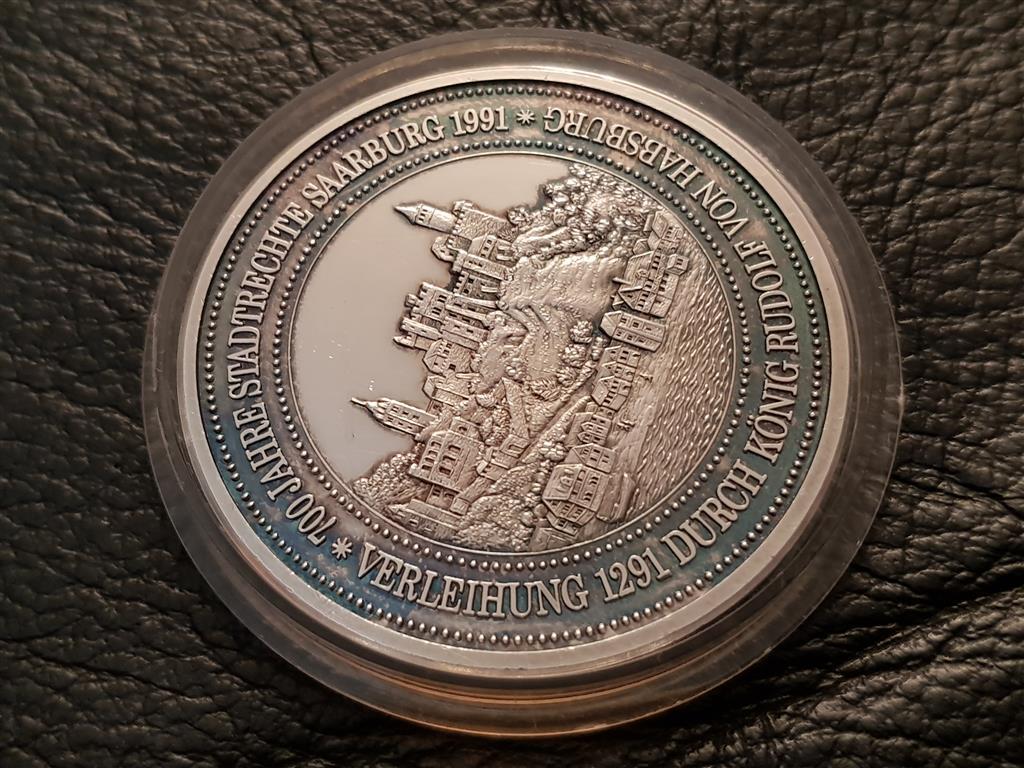 700 JAHRE STADTRECHTE SAARBURG 1991 *
VERLEIHUNG 1291 DURCH KÖNIG RUDOLF VON HABSBURG *